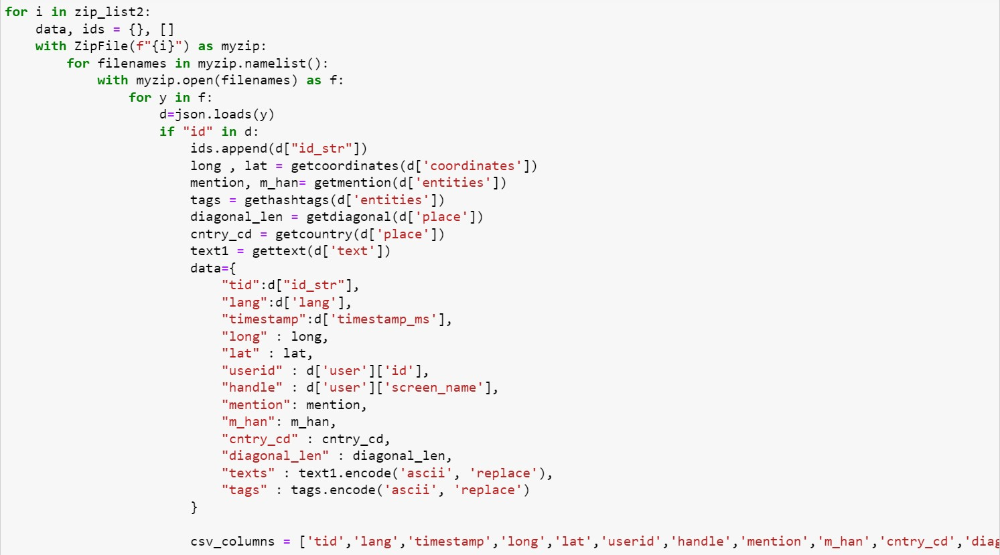 for i in zip_list2:
    data, ids = {}, []
    with ZipFile(f"{i}") as myzip:
        for filenames in myzip.namelist():
            with myzip.open(filenames) as f:
                for y in f:
                    d=json.loads(y)
                    if "id" in d:
                        ids.append(d["id_str"])
                        long , lat = getcoordinates(d['coordinates'])
                        mention, m_han= getmention(d['entities'])
                        tags = gethashtags(d['entities'])
                        diagonal_len = getdiagonal(d['place'])
                        cntry_cd = getcountry(d['place'])
                        text1 = gettext(d['text'])
                        data={
                            "tid":d["id_str"],
                            "lang":d['lang'],
                            "timestamp":d['timestamp_ms'],
                            "long" : long,
                            "lat" : lat,
                            "userid" : d['user']['id'],
                            "handle" : d['user']['screen_name'],
                            "mention": mention,
                            "m_han": m_han,
                            "cntry_cd" : cntry_cd,
                            "diagonal_len" : diagonal_len,
                            "texts" : text1.encode('ascii', 'replace'),
                            "tags" : tags.encode('ascii', 'replace')
                        }
                        csv_columns = ['tid','lang','timestamp','long','lat','userid','handle','mention','m_han','cntry_cd','diag